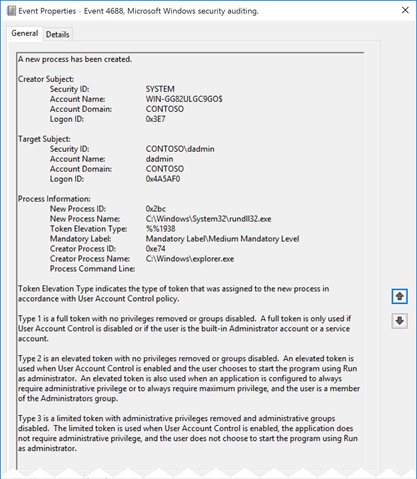 Event Properties - Event 4688, Microsoft Windows security auditing.
General Details
A new process has been created.
Creator Subject:
Security ID: SYSTEM
Account Name: WIN-GG82ULGC9GO$
Account Domain: CONTOSO
Logon ID: 0x3E7
Target Subject:
Security ID: CONTOSO\dadmin
Account Name: dadmin
Account Domain: CONTOSO
Logon ID: 0x4A5AF0
Process Information:
New Process ID: 0x2bc
New Process Name: C:\Windows\System32\rundll32.exe
Token Elevation Type: %%1938
Mandatory Label: Mandatory Label\Medium Mandatory Level
Creator Process ID: 0xe74
Creator Process Name: C:\Windows\explorer.exe
Process Command Line:
Token Elevation Type indicates the type of token that was assigned to the new process in
accordance with User Account Control policy.
Type 1 is a full token with no privileges removed or groups disabled.  A full token is only used if
User Account Control is disabled or if the user is the built-in Administrator account or a service
account.
Type 2 is an elevated token with no privileges removed or groups disabled.  An elevated token is
used when User Account Control is enabled and the user chooses to start the program using Run
as administrator.  An elevated token is also used when an application is configured to always
require administrative privilege or to always require maximum privilege, and the user is a
member of the Administrators group.
Type 3 is a limited token with administrative privileges removed and administrative groups
disabled.  The limited token is used when User Account Control is enabled, the application does
not require administrative privilege, and the user does not choose to start the program using Run
as administrator.